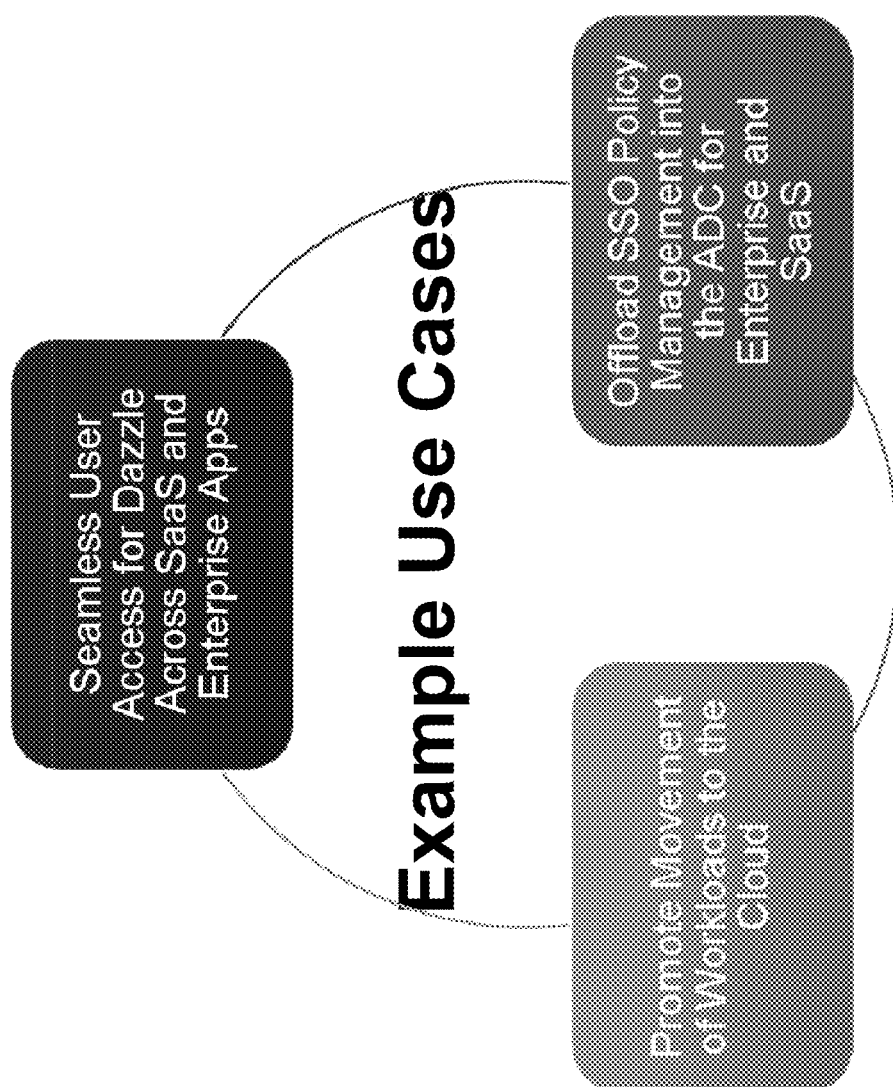 Seamless User
Access for Dazzle
Across SaaS and
Enterprise Apps
Example Use Cases
Promote Movement
of Workloads to the
Cloud
Offload SSO Policy
Management into
the ADC for
Enterprise and
SaaS